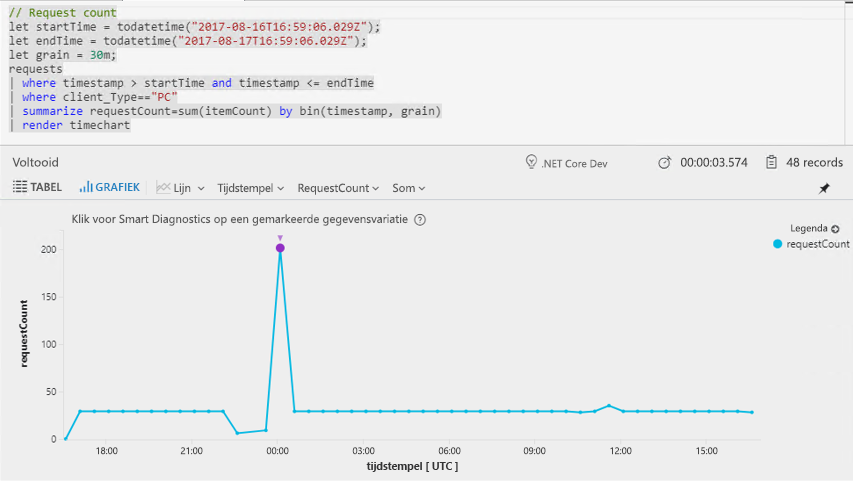 // Request count
let startTime = todatetime("2017-08-16T16:59:06.029Z");
let endTime = todatetime("2017-08-17T16:59:06.029Z");
let grain = 30m;
requests
| where timestamp > startTime and timestamp <= endTime
| where client_Type=="PC"
| summarize requestCount=sum(itemCount) by bin(timestamp, grain)
| render timechart
Voltooid .NET Core Dev 00:00:03.574 48 records
TABEL GRAFIEK Lijn Tijdstempel RequestCount Som
Klik voor Smart Diagnostics op een gemarkeerde gegevensvariatie ?
Legenda
requestCount
requestCount
200
150
100
50
0
18:00 21:00 00:00 03:00 06:00 09:00 12:00 15:00
tijdstempel [ UTC ]